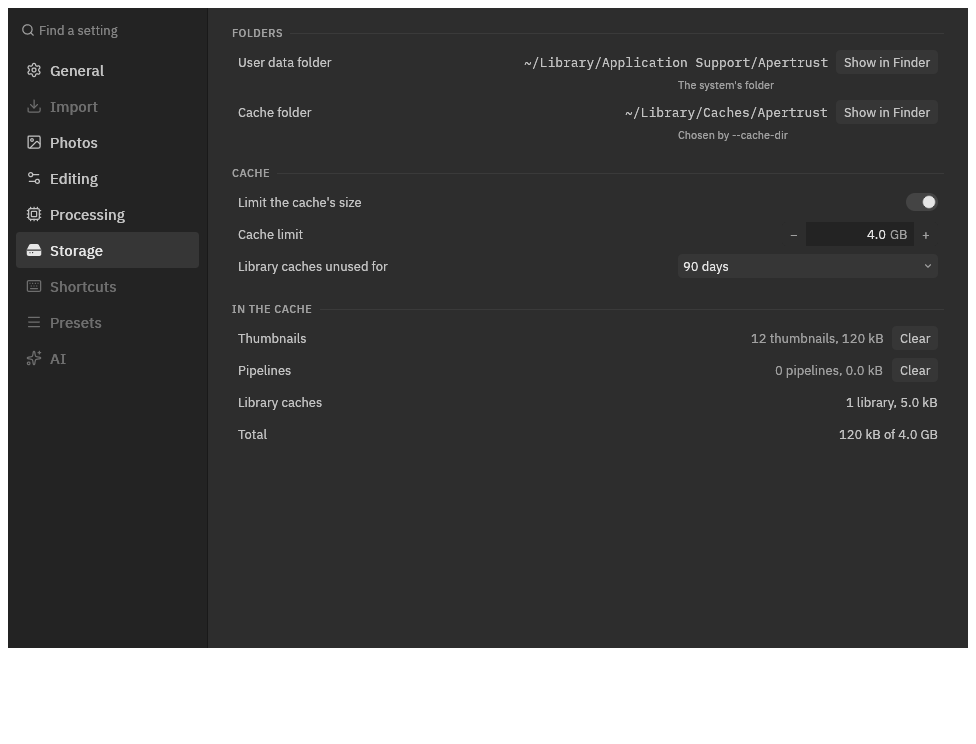 Find a setting
General
Import
Photos
Editing
Processing
Storage
Shortcuts
Presets
AI
FOLDERS
User data folder ~/Library/Application Support/Apertrust Show in Finder
The system's folder
Cache folder ~/Library/Caches/Apertrust Show in Finder
Chosen by --cache-dir
CACHE
Limit the cache's size
Cache limit − 4.0 GB +
Library caches unused for 90 days
IN THE CACHE
Thumbnails 12 thumbnails, 120 kB Clear
Pipelines 0 pipelines, 0.0 kB Clear
Library caches 1 library, 5.0 kB
Total 120 kB of 4.0 GB